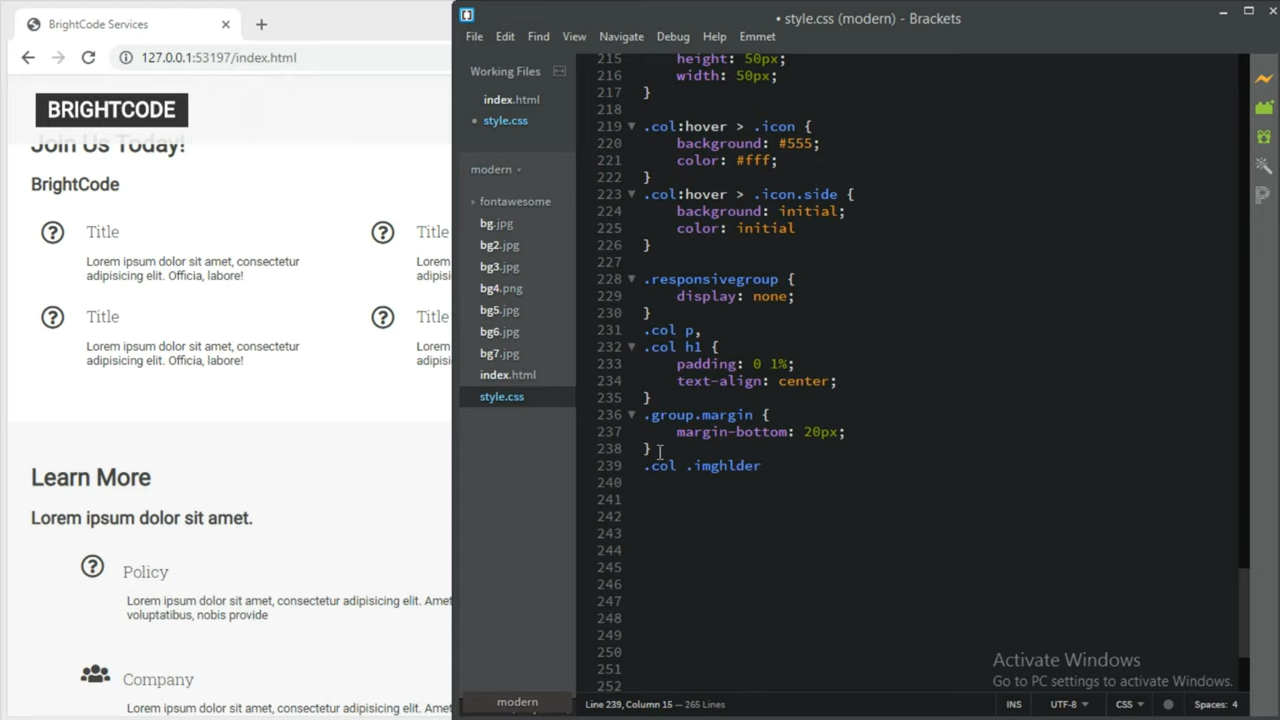 BrightCode Services
127.0.0.1:53197/index.html
BRIGHTCODE
Join Us Today!
BrightCode
Title
Lorem ipsum dolor sit amet, consectetur
adipisicing elit. Officia, labore!
Title
Lorem
adipisi
Title
Lorem ipsum dolor sit amet, consectetur
adipisicing elit. Officia, labore!
Title
Lorem
adipisi
Learn More
Lorem ipsum dolor sit amet.
Policy
Lorem ipsum dolor sit amet, consectetur adipisicing elit. Amet
voluptatibus, nobis provide
Company
Lorem ipsum dolor sit amet, consectetur adipisicing elit. Amet
• style.css (modern) - Brackets
File Edit Find View Navigate Debug Help Emmet
Working Files
index.html
style.css
modern
fontawesome
bg.jpg
bg2.jpg
bg3.jpg
bg4.png
bg5.jpg
bg6.jpg
bg7.jpg
index.html
style.css
modern
215 height: 50px;
216 width: 50px;
217 }
218
219 .col:hover > .icon {
220 background: #555;
221 color: #fff;
222 }
223 .col:hover > .icon.side {
224 background: initial;
225 color: initial
226 }
227
228 .responsivegroup {
229 display: none;
230 }
231 .col p,
232 .col h1 {
233 padding: 0 1%;
234 text-align: center;
235 }
236 .group.margin {
237 margin-bottom: 20px;
238 }
239 .col .imghlder
240
241
242
243
244
245
246
247
248
249
250
251
252
Activate Windows
Go to PC settings to activate Windows.
Line 239, Column 15 — 265 Lines
INS UTF-8 CSS Spaces: 4